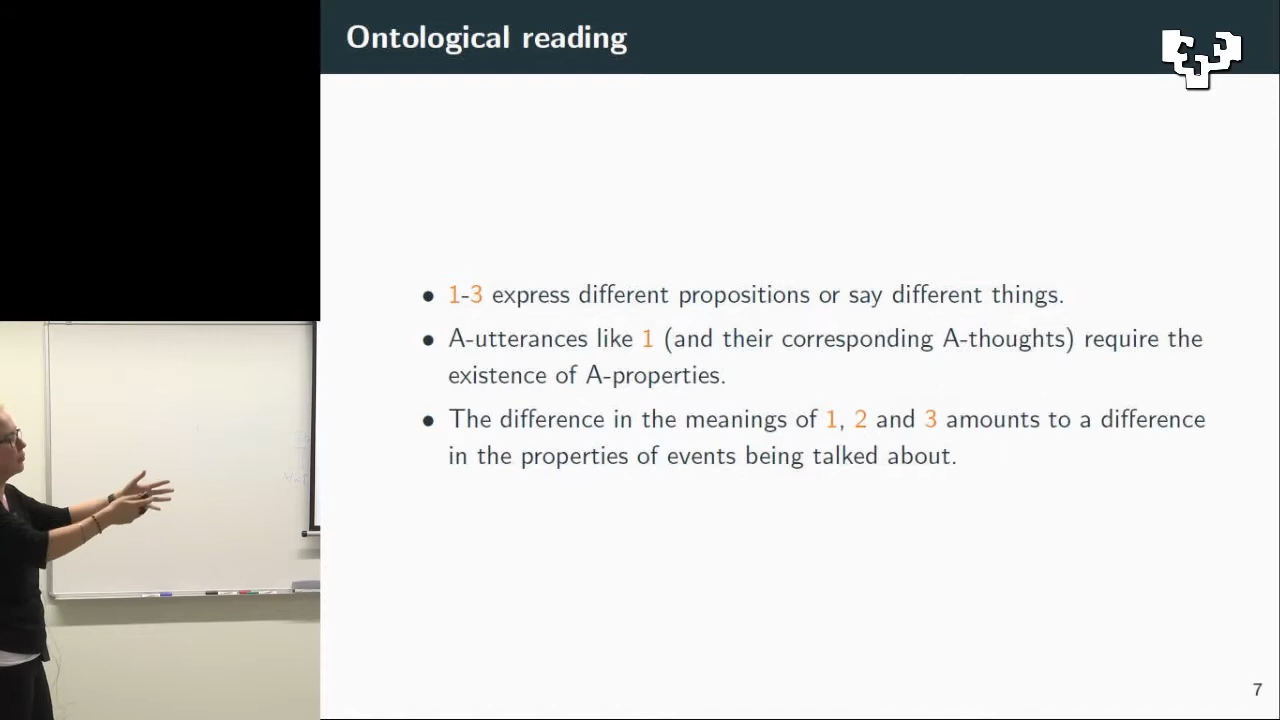 Ontological reading
• 1-3 express different propositions or say different things.
• A-utterances like 1 (and their corresponding A-thoughts) require the
existence of A-properties.
• The difference in the meanings of 1, 2 and 3 amounts to a difference
in the properties of events being talked about.
7